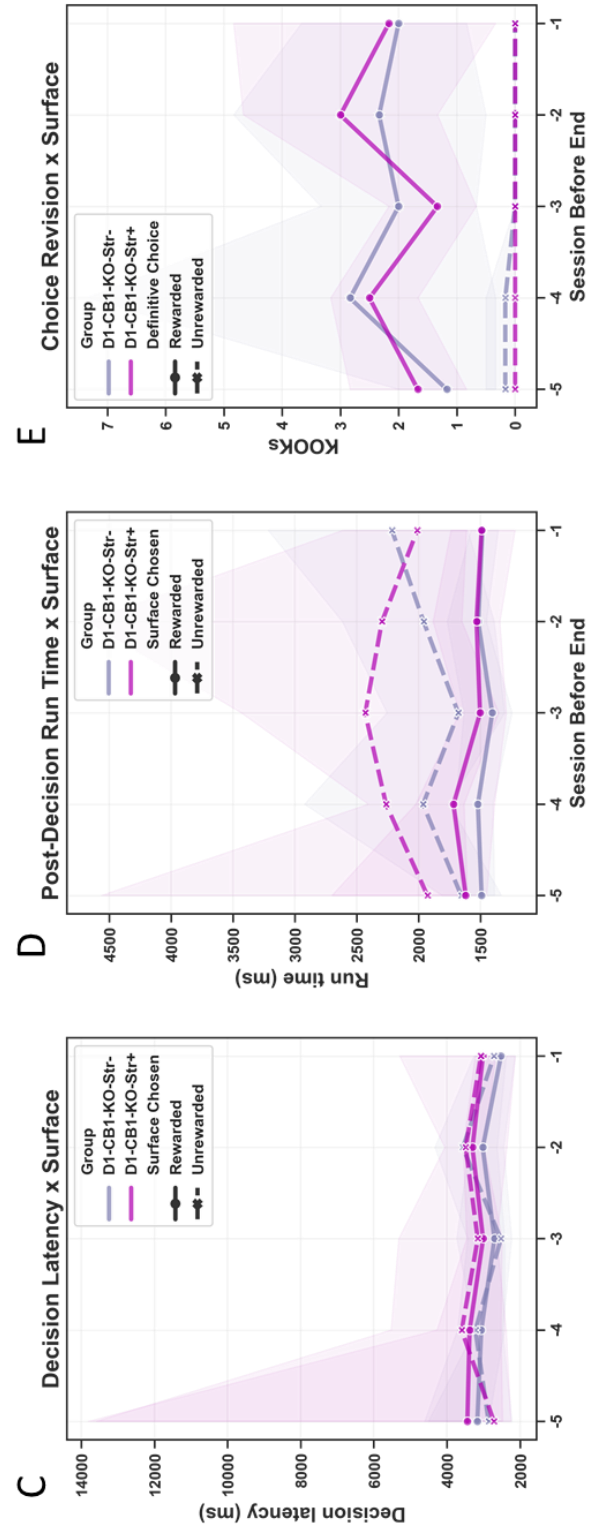 C
Decision Latency x Surface
Group
D1-CB1-KO-Str-
D1-CB1-KO-Str+
Surface Chosen
Rewarded
Unrewarded
Decision latency (ms)
14000
12000
10000
8000
6000
4000
2000
-5
-4
-3
-2
-1
D
Post-Decision Run Time x Surface
Group
D1-CB1-KO-Str-
D1-CB1-KO-Str+
Surface Chosen
Rewarded
Unrewarded
Run time (ms)
4500
4000
3500
3000
2500
2000
1500
-5
-4
-3
-2
-1
Session Before End
E
Choice Revision x Surface
Group
D1-CB1-KO-Str-
D1-CB1-KO-Str+
Definitive Choice
Rewarded
Unrewarded
KOOKs
7
6
5
4
3
2
1
0
-5
-4
-3
-2
-1
Session Before End